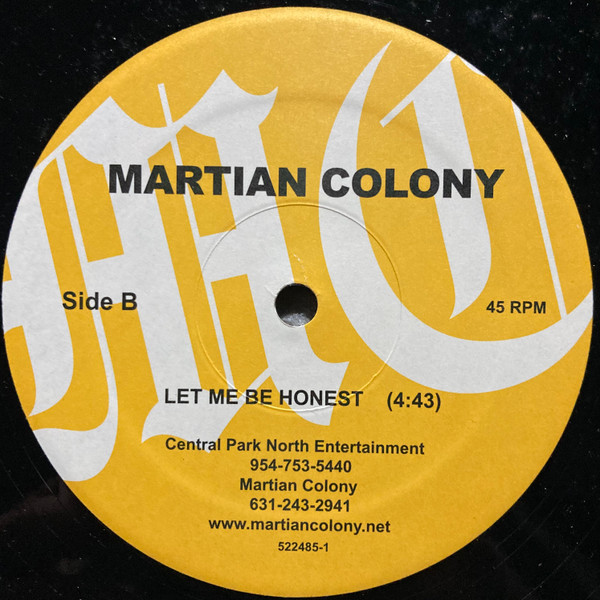 MC
MARTIAN COLONY
Side B
45 RPM
LET ME BE HONEST (4:43)
Central Park North Entertainment
954-753-5440
Martian Colony
631-243-2941
www.martiancolony.net
522485-1